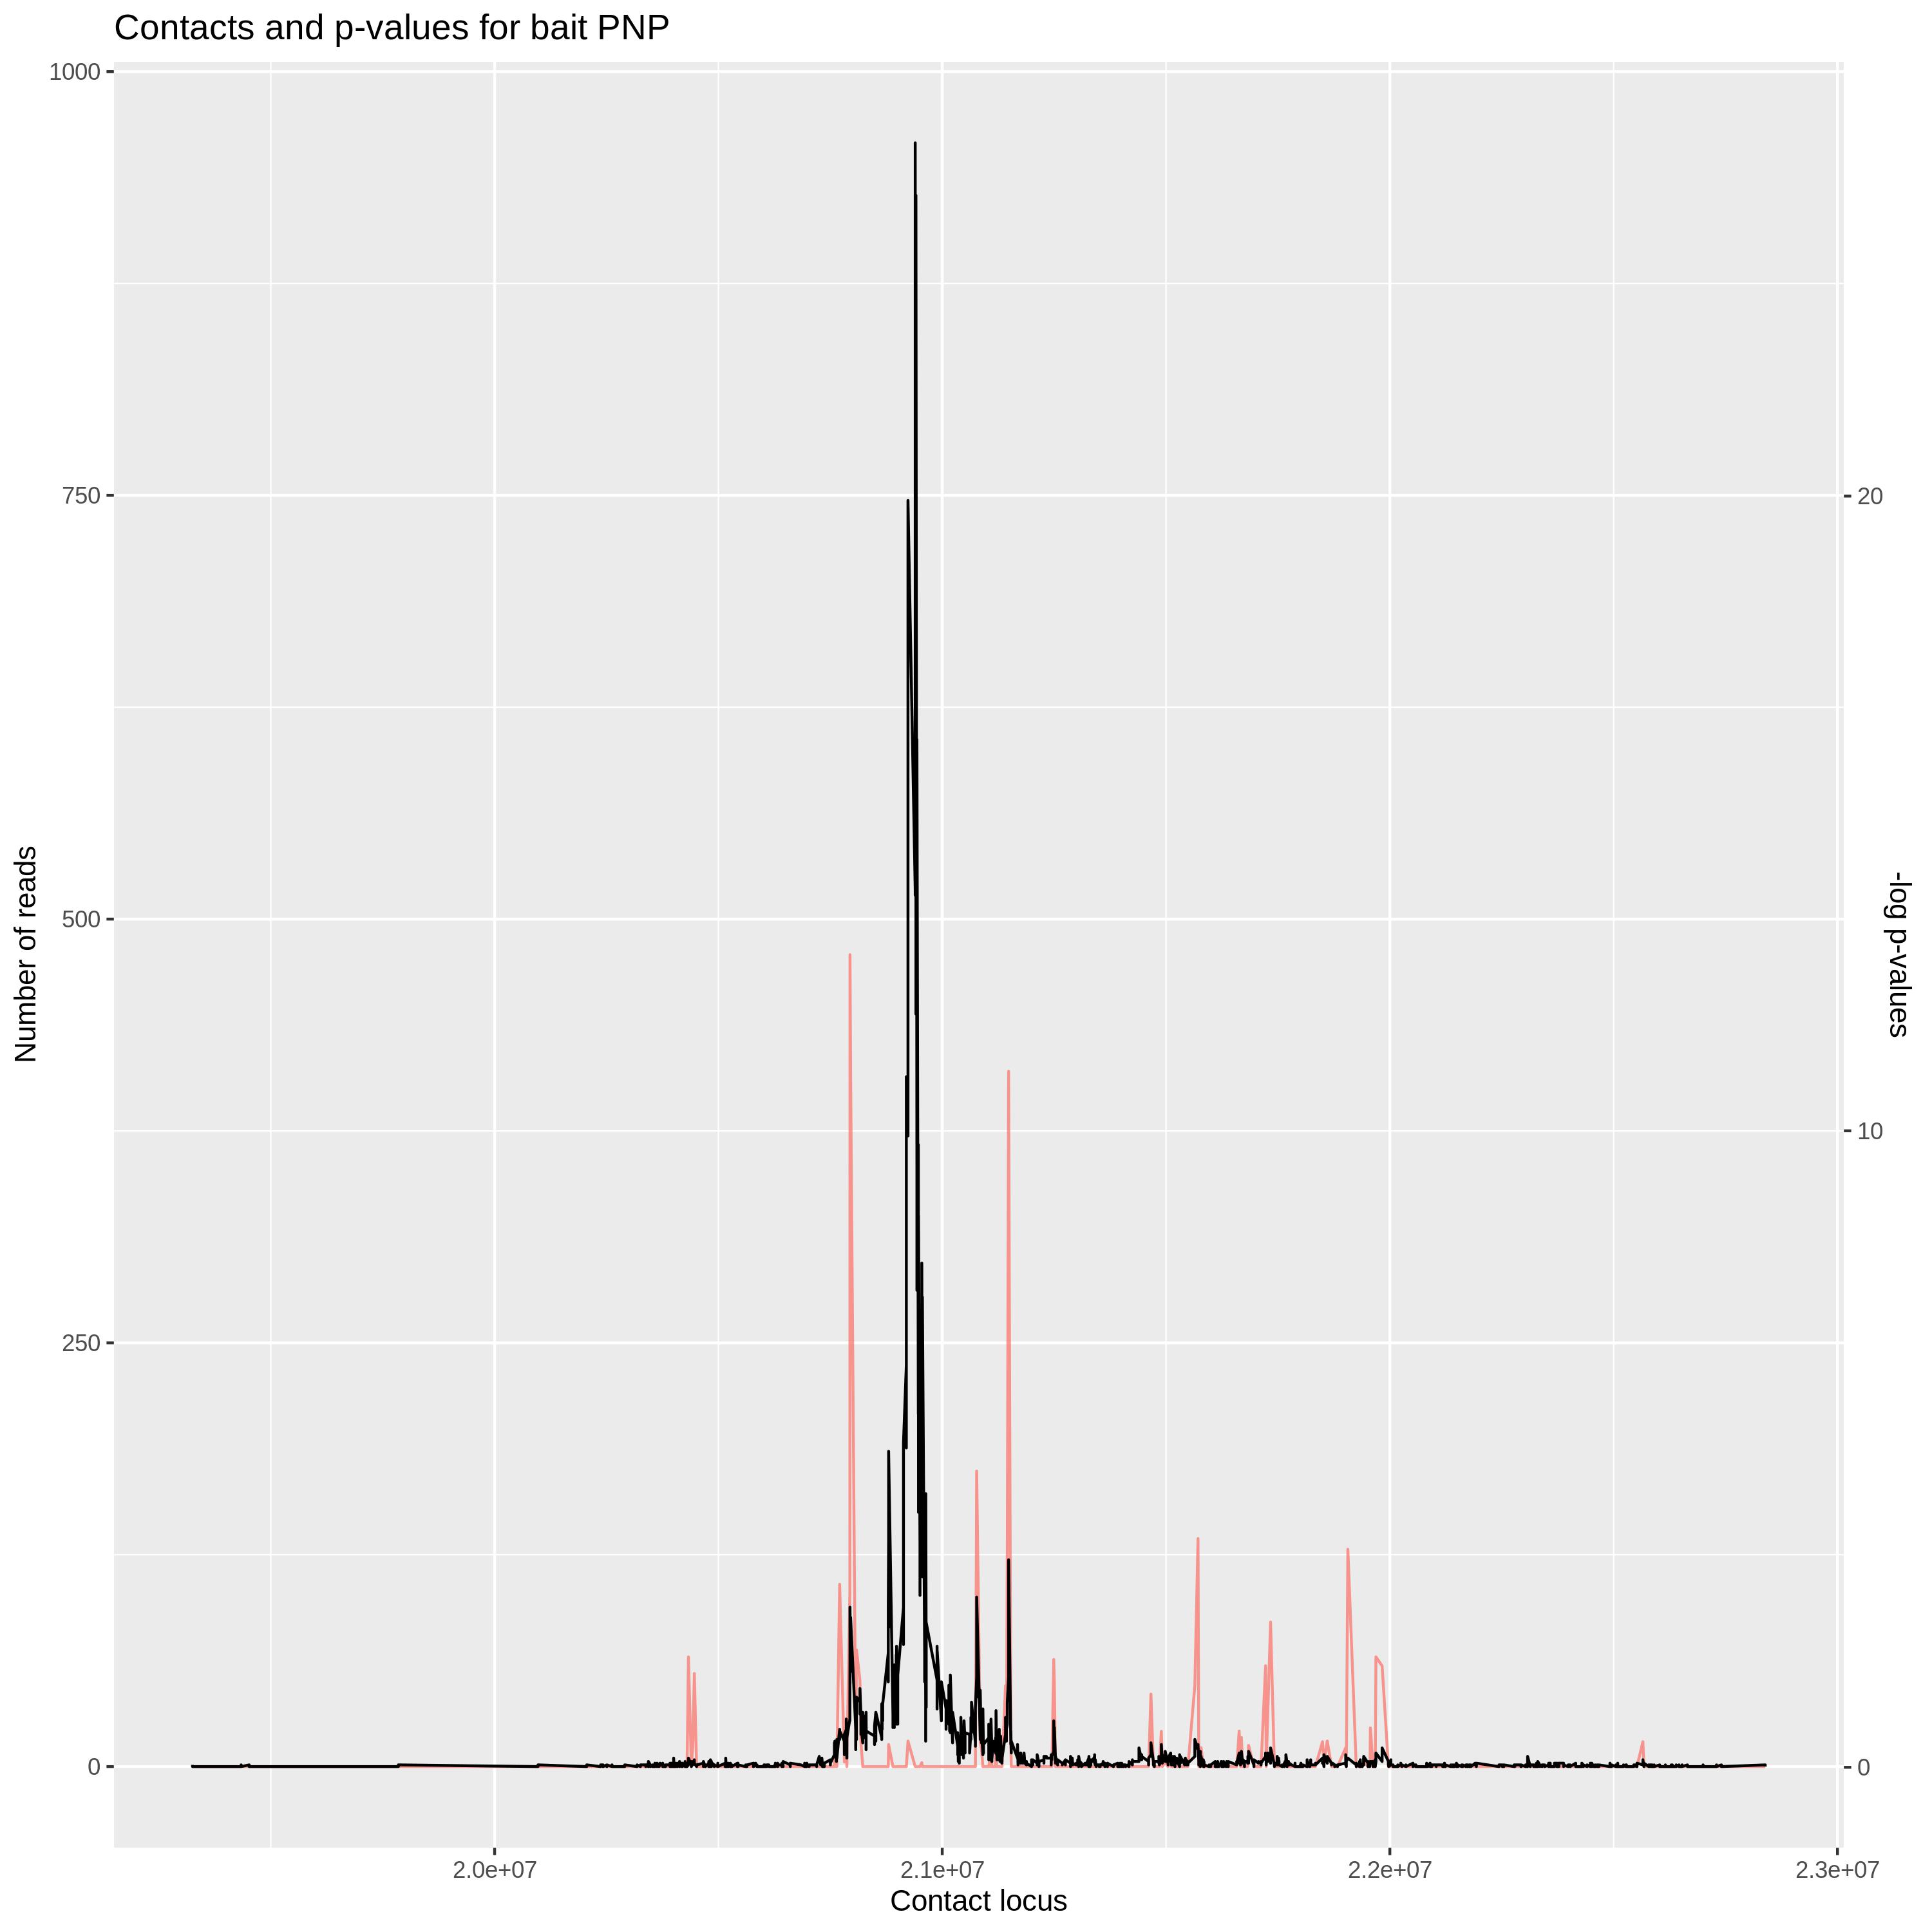 Contacts and p-values for bait PNP
1000
750
500
250
0
20
10
0
Number of reads
-log p-values
2.0e+07 2.1e+07 2.2e+07 2.3e+07
Contact locus